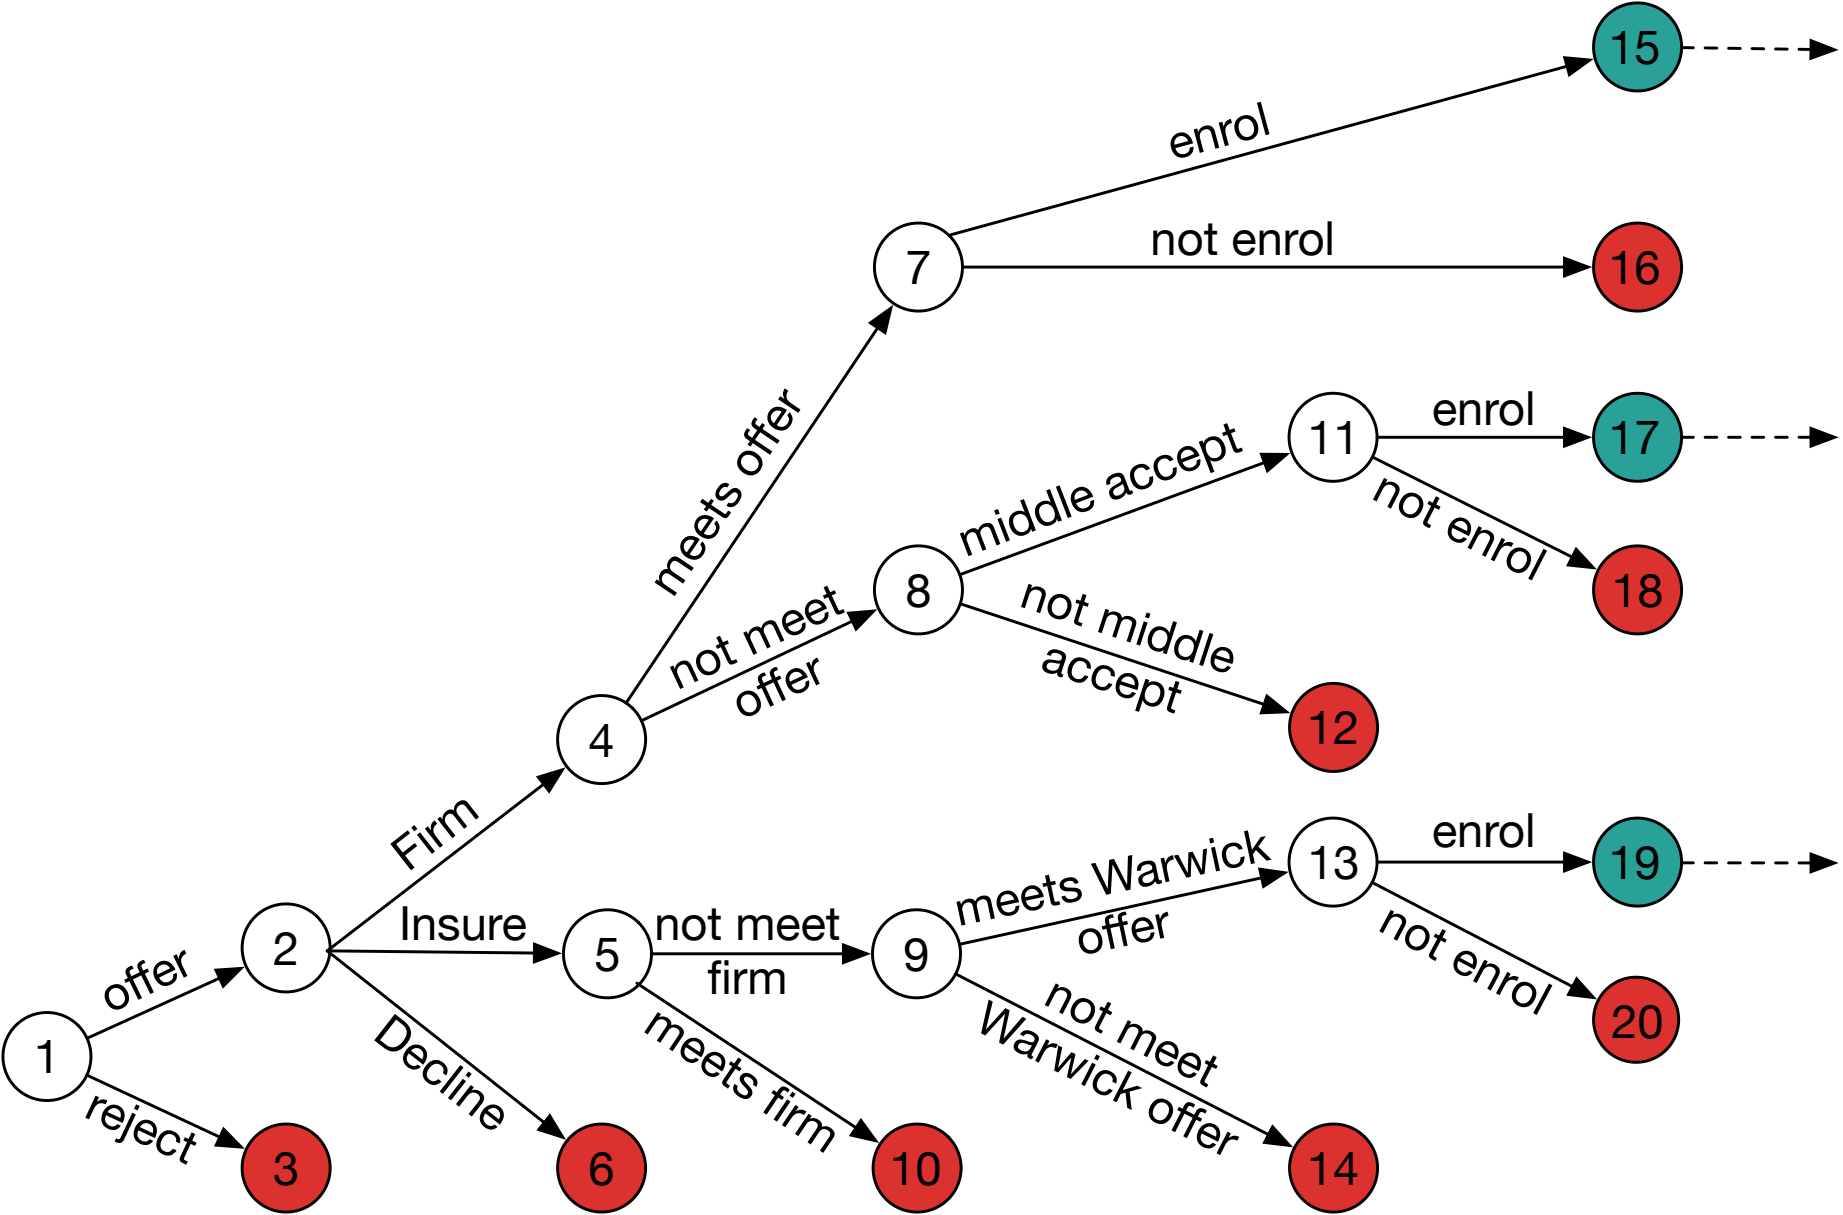 15
enrol
not enrol
7
16
meets offer
enrol
11
17
middle accept
not enrol
8
18
not middle
accept
not meet
offer
4
12
Firm
enrol
meets Warwick
offer
13
19
Insure
not meet
firm
2
5
9
not enrol
offer
not meet
Warwick offer
20
Decline
meets firm
1
reject
3
6
10
14